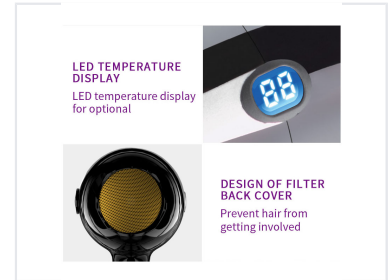 LED TEMPERATURE
DISPLAY
LED temperature display
for optional
88
DESIGN OF FILTER
BACK COVER
Prevent hair from
getting involved